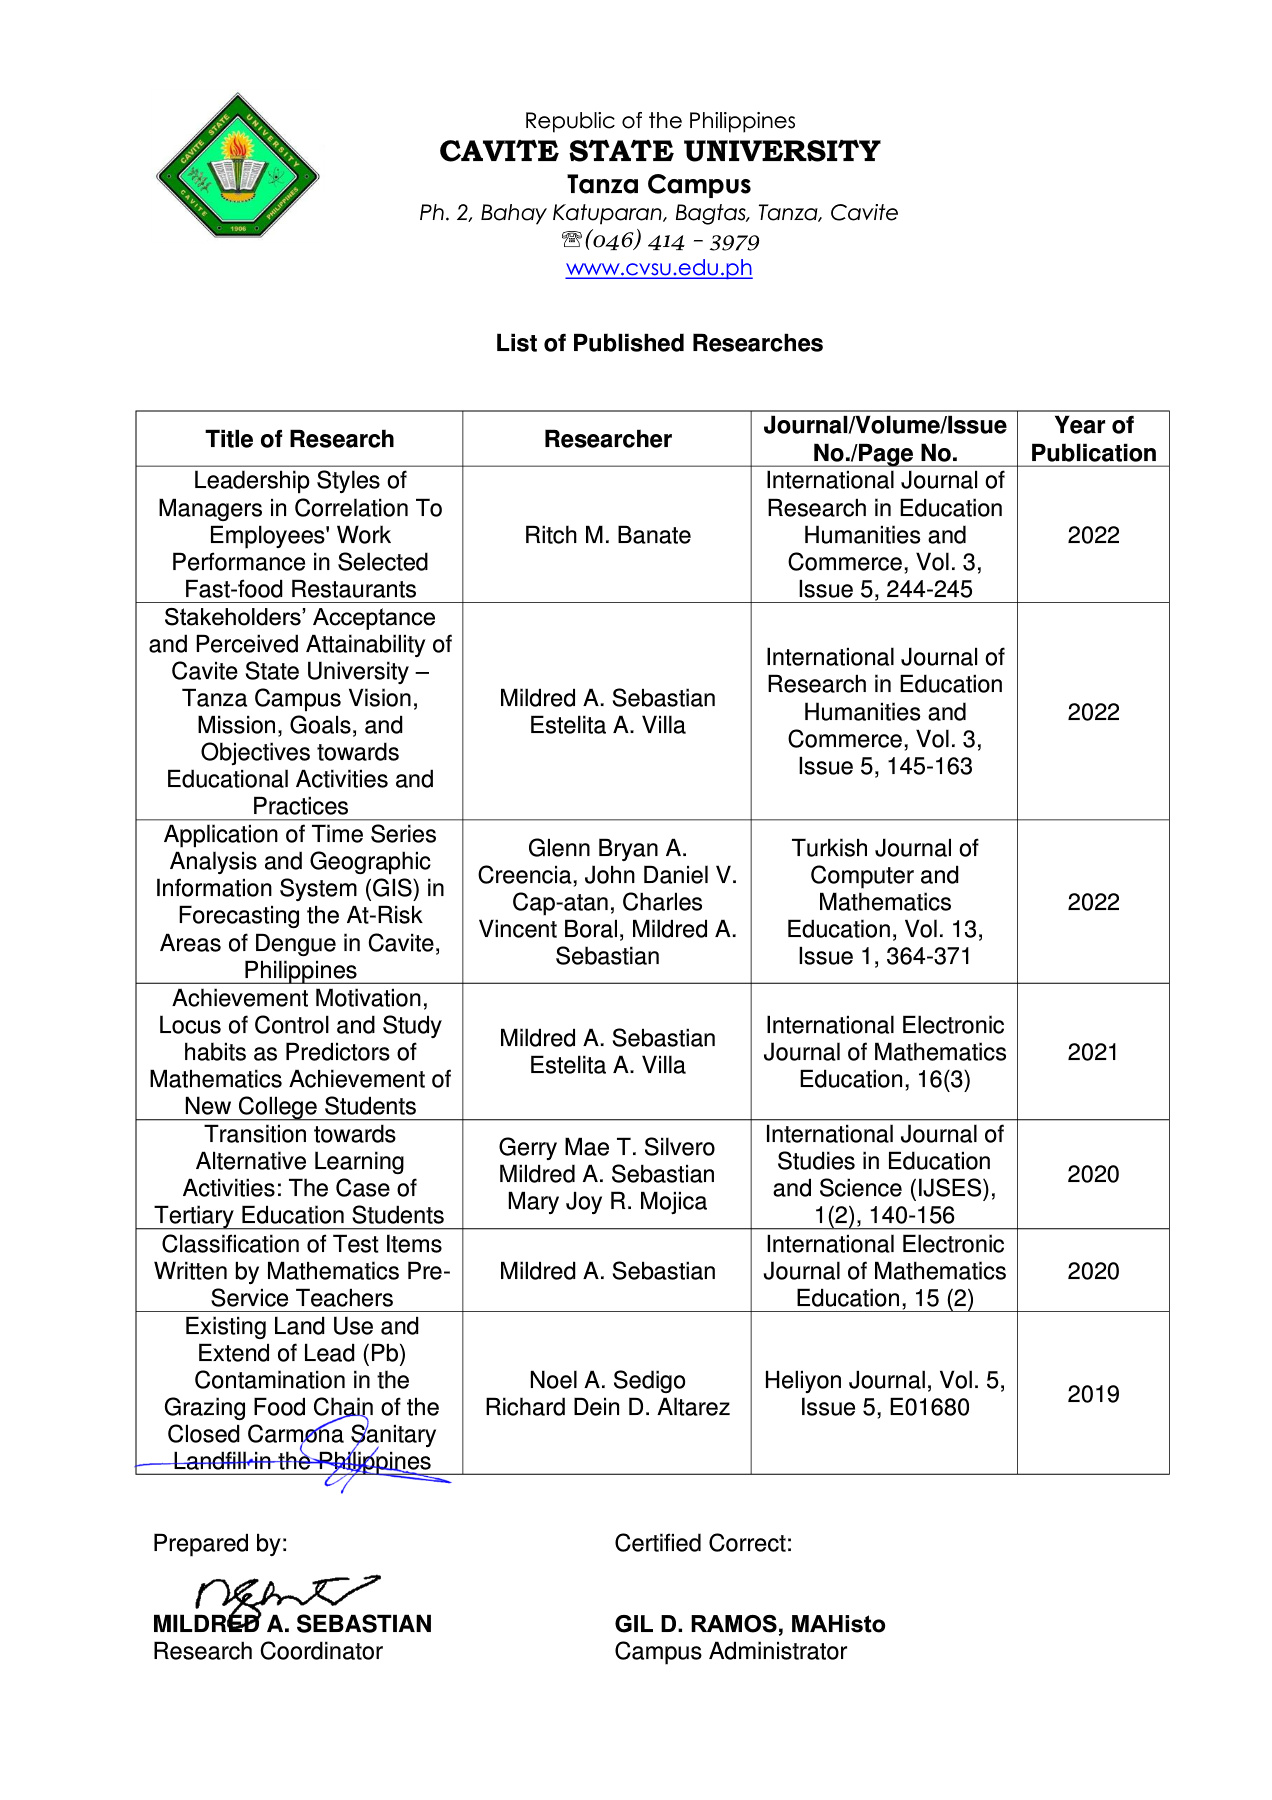 CAVITE STATE UNIVERSITY
CAVITE PHILIPPINES
1906
Republic of the Philippines
CAVITE STATE UNIVERSITY
Tanza Campus
Ph. 2, Bahay Katuparan, Bagtas, Tanza, Cavite
☏(046) 414 - 3979
www.cvsu.edu.ph
List of Published Researches
Title of Research
Researcher
Journal/Volume/Issue
No./Page No.
Year of
Publication
Leadership Styles of
Managers in Correlation To
Employees' Work
Performance in Selected
Fast-food Restaurants
Ritch M. Banate
International Journal of
Research in Education
Humanities and
Commerce, Vol. 3,
Issue 5, 244-245
2022
Stakeholders’ Acceptance
and Perceived Attainability of
Cavite State University –
Tanza Campus Vision,
Mission, Goals, and
Objectives towards
Educational Activities and
Practices
Mildred A. Sebastian
Estelita A. Villa
International Journal of
Research in Education
Humanities and
Commerce, Vol. 3,
Issue 5, 145-163
2022
Application of Time Series
Analysis and Geographic
Information System (GIS) in
Forecasting the At-Risk
Areas of Dengue in Cavite,
Philippines
Glenn Bryan A.
Creencia, John Daniel V.
Cap-atan, Charles
Vincent Boral, Mildred A.
Sebastian
Turkish Journal of
Computer and
Mathematics
Education, Vol. 13,
Issue 1, 364-371
2022
Achievement Motivation,
Locus of Control and Study
habits as Predictors of
Mathematics Achievement of
New College Students
Mildred A. Sebastian
Estelita A. Villa
International Electronic
Journal of Mathematics
Education, 16(3)
2021
Transition towards
Alternative Learning
Activities: The Case of
Tertiary Education Students
Gerry Mae T. Silvero
Mildred A. Sebastian
Mary Joy R. Mojica
International Journal of
Studies in Education
and Science (IJSES),
1(2), 140-156
2020
Classification of Test Items
Written by Mathematics Pre-
Service Teachers
Mildred A. Sebastian
International Electronic
Journal of Mathematics
Education, 15 (2)
2020
Existing Land Use and
Extend of Lead (Pb)
Contamination in the
Grazing Food Chain of the
Closed Carmona Sanitary
Landfill in the Philippines
Noel A. Sedigo
Richard Dein D. Altarez
Heliyon Journal, Vol. 5,
Issue 5, E01680
2019
Prepared by:
Certified Correct:
MILDRED A. SEBASTIAN
GIL D. RAMOS, MAHisto
Research Coordinator
Campus Administrator